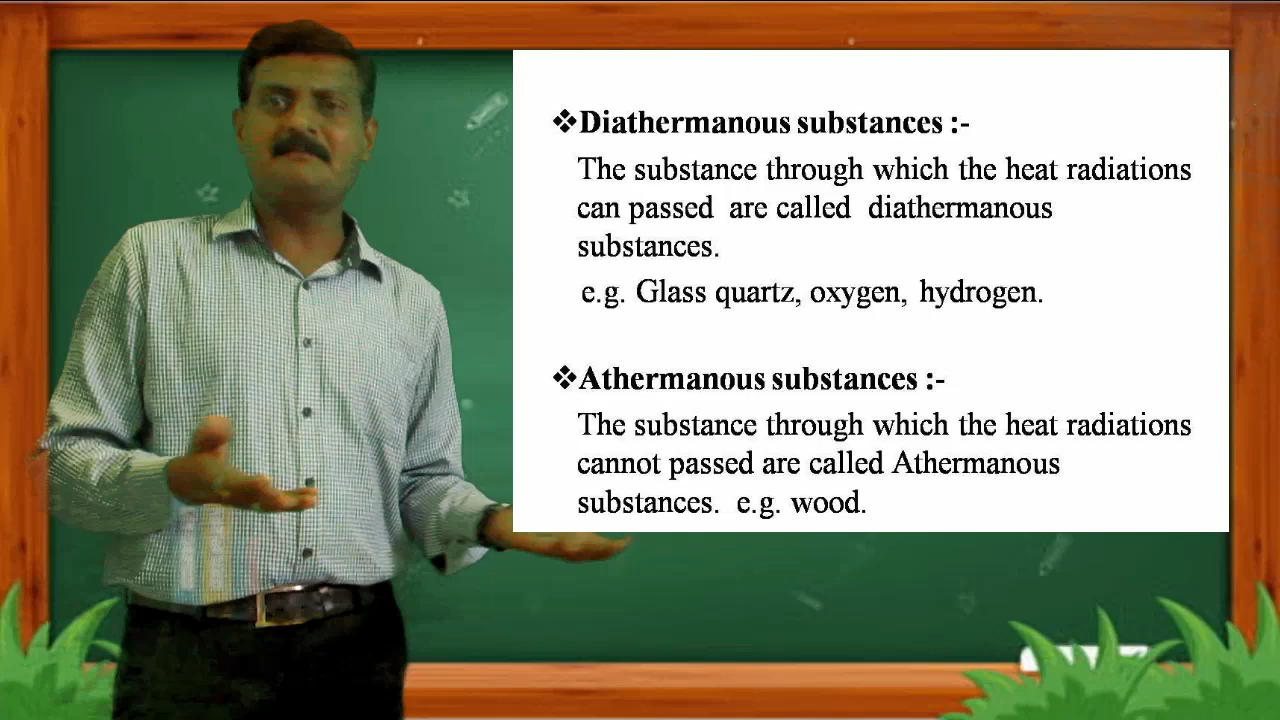 ❖Diathermanous substances :-
The substance through which the heat radiations
can passed are called diathermanous
substances.
e.g. Glass quartz, oxygen, hydrogen.
❖Athermanous substances :-
The substance through which the heat radiations
cannot passed are called Athermanous
substances. e.g. wood.